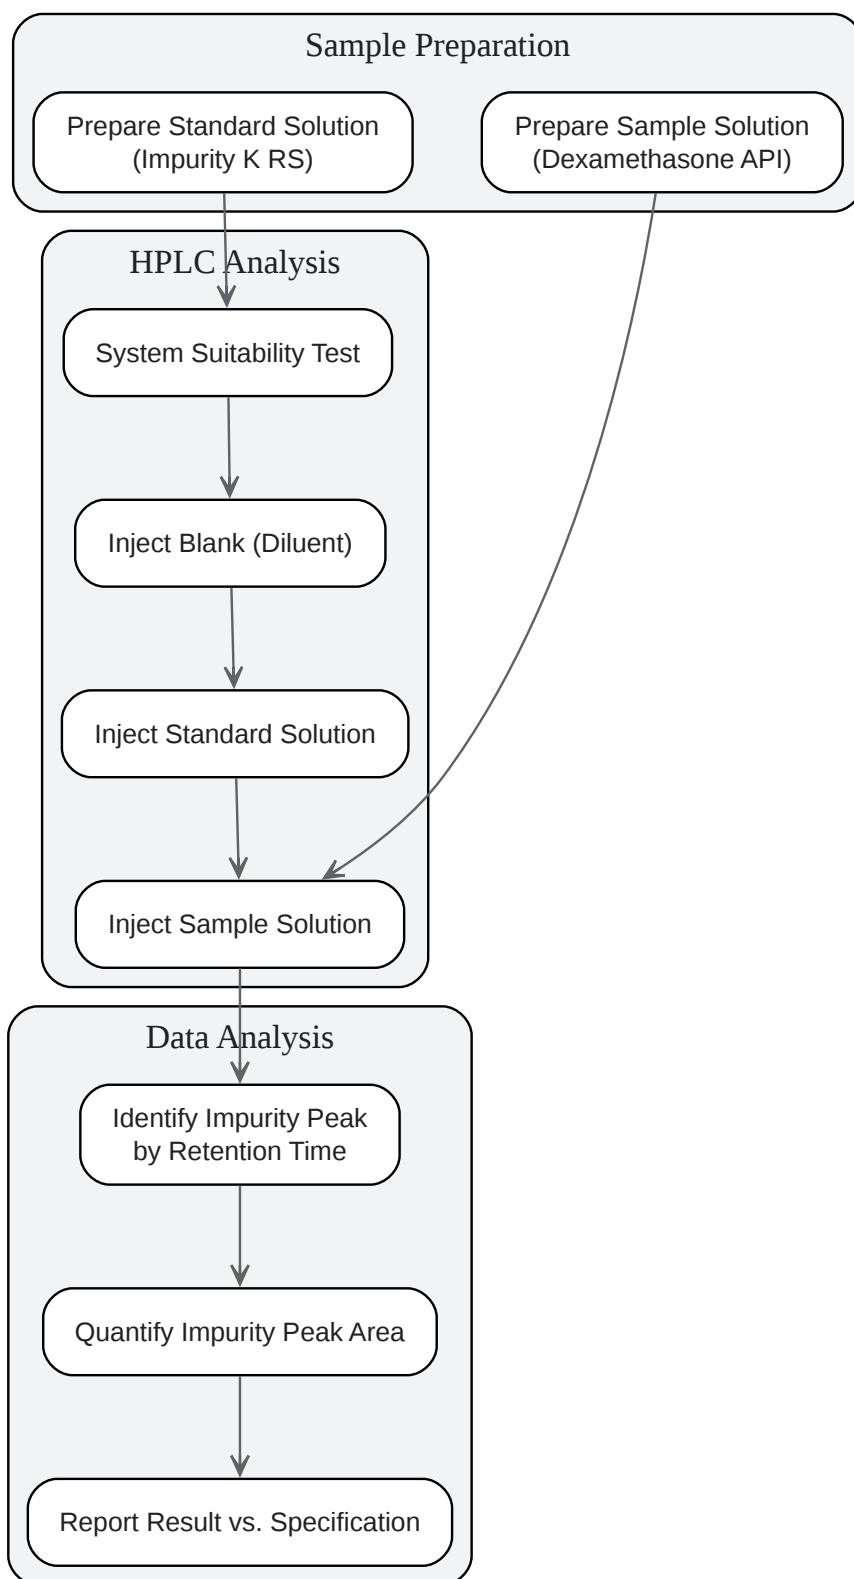 Sample Preparation
Prepare Standard Solution
(Impurity K RS)
Prepare Sample Solution
(Dexamethasone API)
HPLC Analysis
System Suitability Test
Inject Blank (Diluent)
Inject Standard Solution
Inject Sample Solution
Data Analysis
Identify Impurity Peak
by Retention Time
Quantify Impurity Peak Area
Report Result vs. Specification